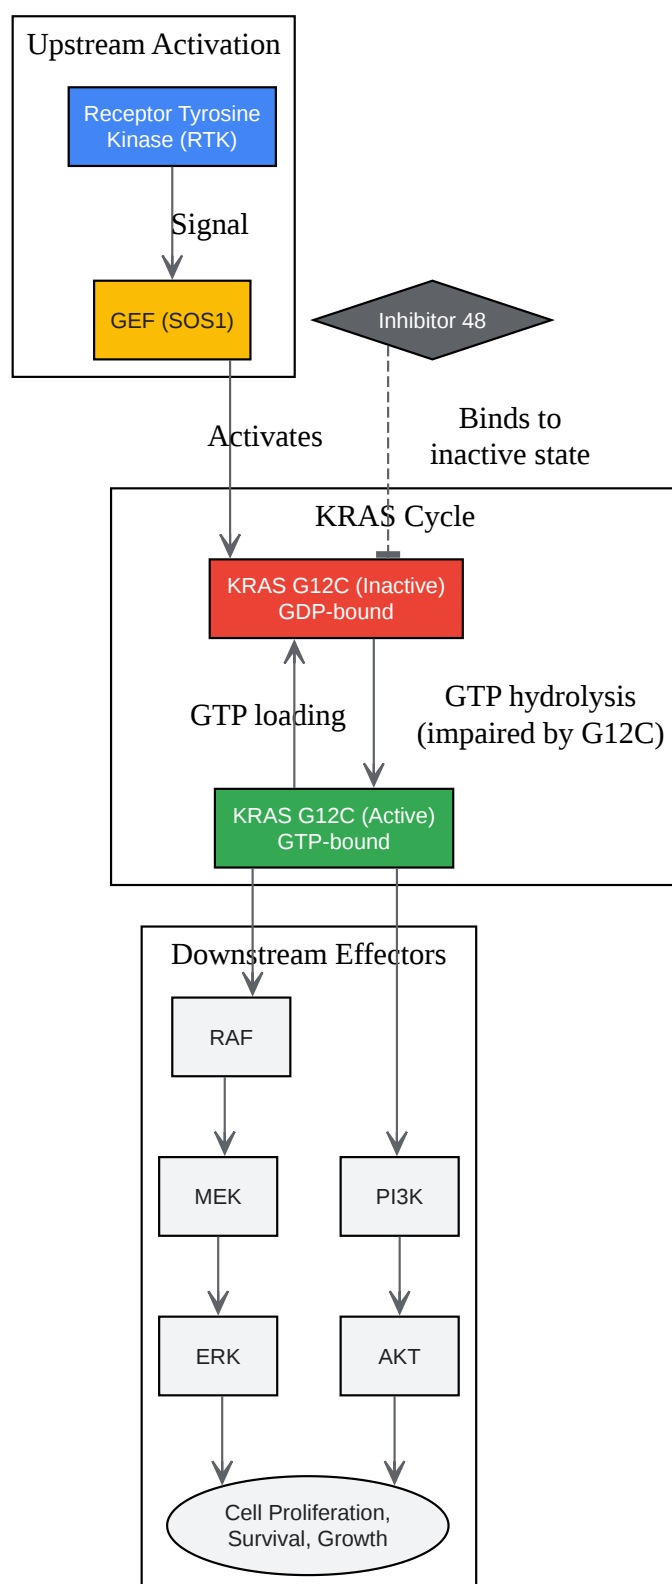 Upstream Activation
Receptor Tyrosine
Kinase (RTK)
Signal
GEF (SOS1)
Inhibitor 48
Activates
Binds to
inactive state
KRAS Cycle
KRAS G12C (Inactive)
GDP-bound
GTP loading
GTP hydrolysis
(impaired by G12C)
KRAS G12C (Active)
GTP-bound
Downstream Effectors
RAF
MEK
PI3K
ERK
AKT
Cell Proliferation,
Survival, Growth